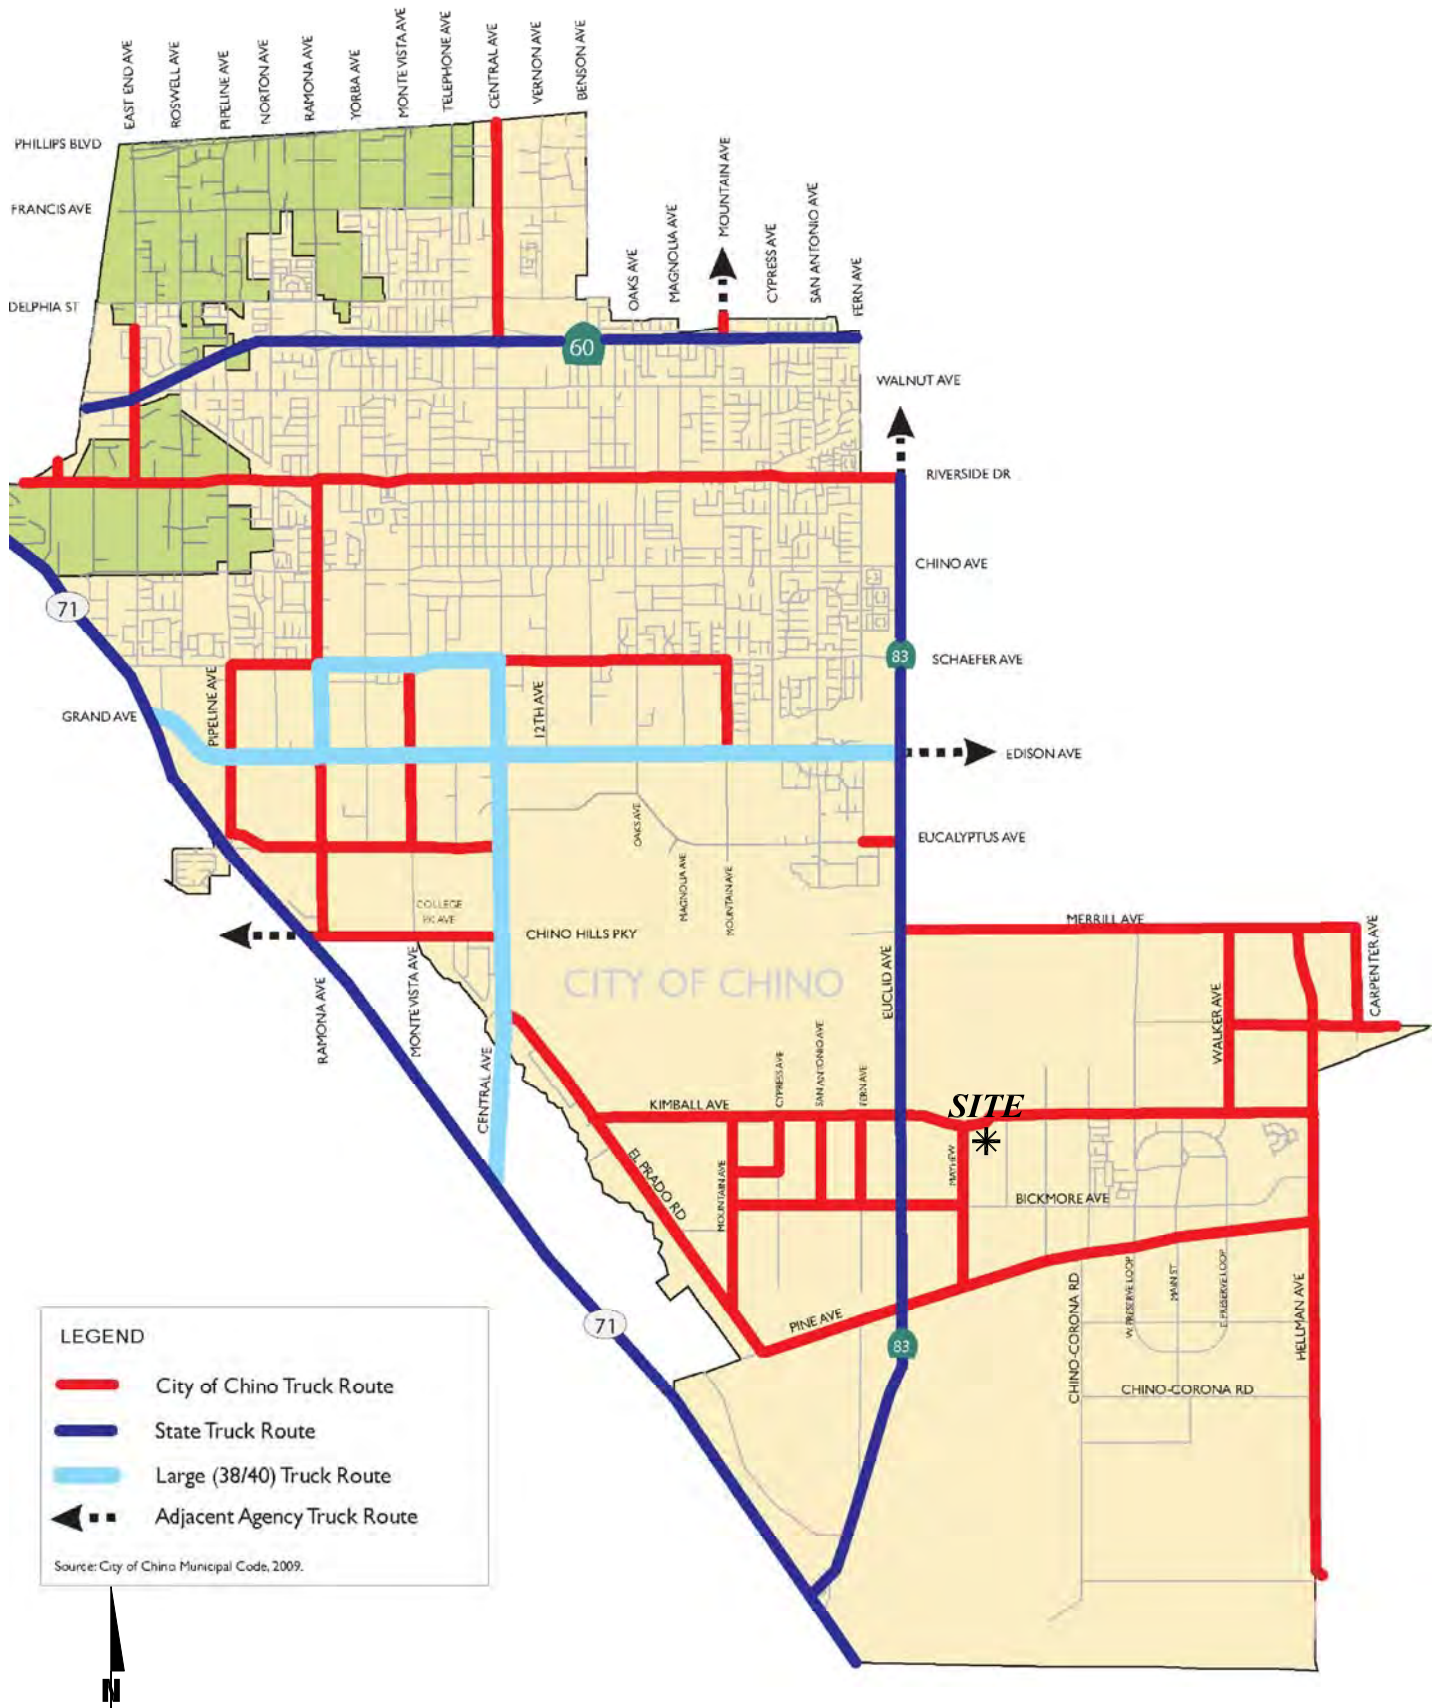 EAST END AVE
ROSWELL AVE
PIPELINE AVE
NORTON AVE
RAMONA AVE
YORBA AVE
MONTE VISTA AVE
TELEPHONE AVE
CENTRAL AVE
VERNON AVE
BENSON AVE
PHILLIPS BLVD
FRANCIS AVE
DELPHIA ST
OAKS AVE
MAGNOLIA AVE
MOUNTAIN AVE
CYPRESS AVE
SAN ANTONIO AVE
FERN AVE
60
WALNUT AVE
RIVERSIDE DR
CHINO AVE
71
83
SCHAEFER AVE
GRAND AVE
PIPELINE AVE
12TH AVE
EDISON AVE
OAKS AVE
MAGNOLIA AVE
MOUNTAIN AVE
EUCALYPTUS AVE
COLLEGE
PK AVE
CHINO HILLS PKY
MERRILL AVE
CARPENTER AVE
CITY OF CHINO
EUCLID AVE
WALKER AVE
RAMONA AVE
MONTEVISTA AVE
CENTRAL AVE
KIMBALL AVE
CYPRESS AVE
SAN ANTONIO AVE
FERN AVE
SITE
EL PRADO RD
MOUNTAIN AVE
MAYHEW
BICKMORE AVE
PINE AVE
CHINO-CORONA RD
W. PRESERVE LOOP
MAIN ST
E. PRESERVE LOOP
HELLMAN AVE
71
83
CHINO-CORONA RD
LEGEND
City of Chino Truck Route
State Truck Route
Large (38/40) Truck Route
Adjacent Agency Truck Route
Source: City of Chino Municipal Code, 2009.
N